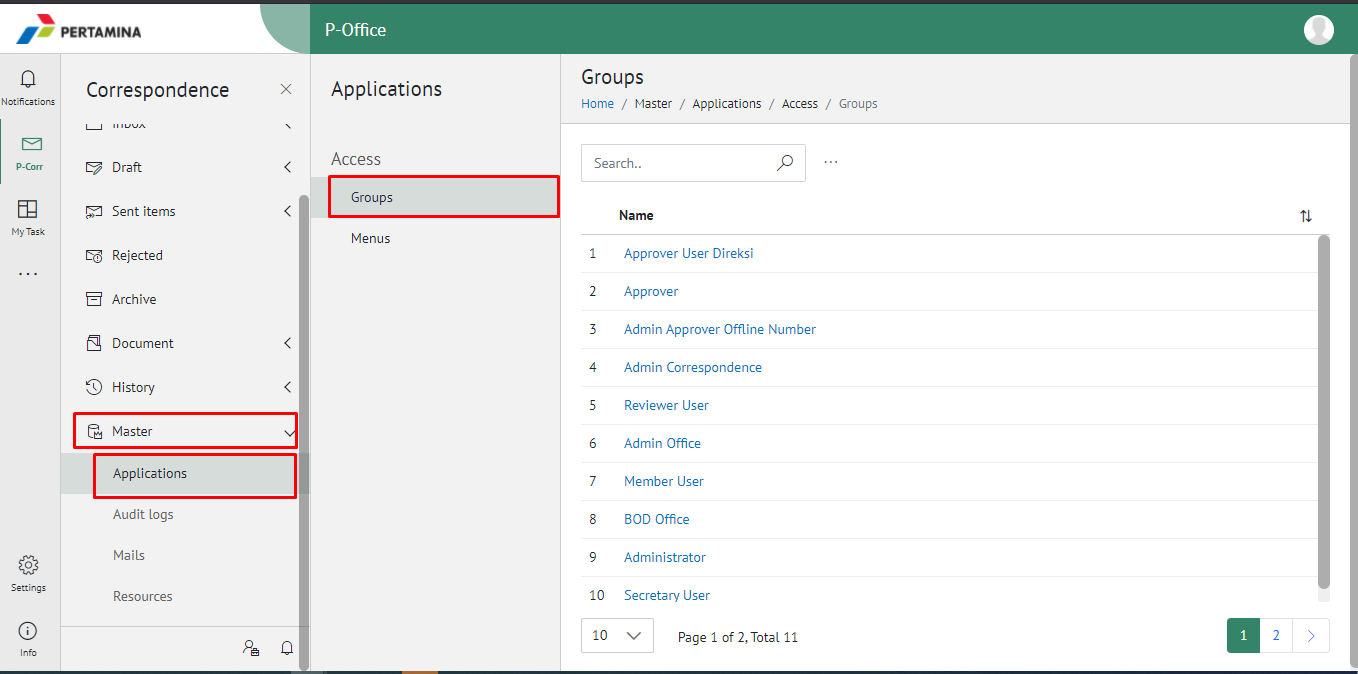 PERTAMINA
P-Office
Notifications
P-Corr
My Task
...
Settings
Info
Correspondence
Inbox
Draft
Sent items
Rejected
Archive
Document
History
Master
Applications
Audit logs
Mails
Resources
Applications
Access
Groups
Menus
Groups
Home / Master / Applications / Access / Groups
Search.. ...
Name
1 Approver User Direksi
2 Approver
3 Admin Approver Offline Number
4 Admin Correspondence
5 Reviewer User
6 Admin Office
7 Member User
8 BOD Office
9 Administrator
10 Secretary User
10 Page 1 of 2, Total 11 1 2